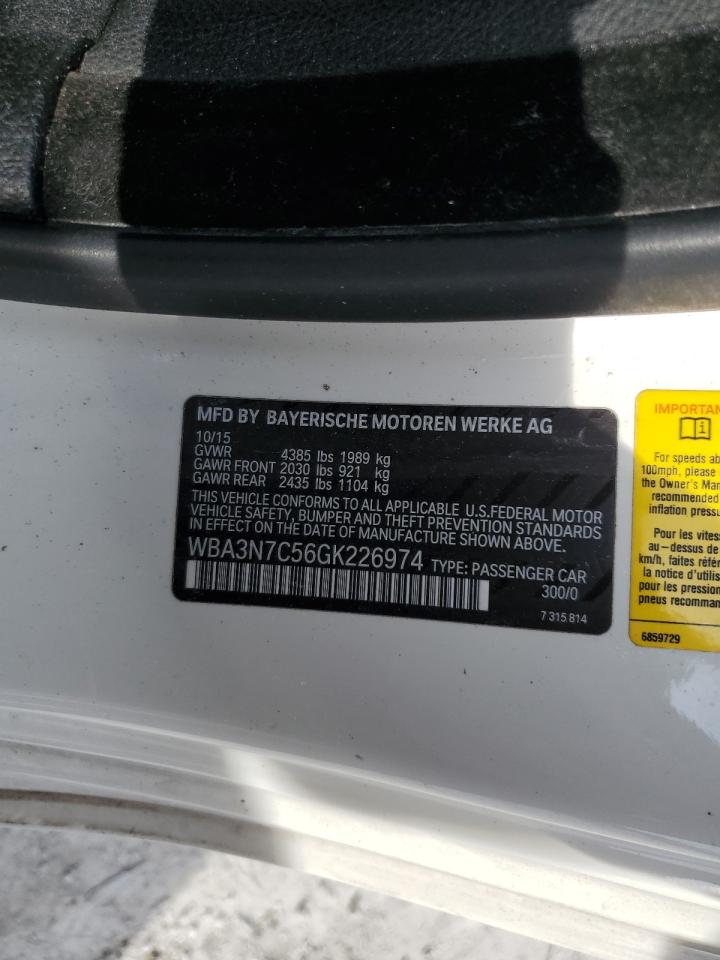 MFD BY BAYERISCHE MOTOREN WERKE AG
10/15
GVWR 4385 lbs 1989 kg
GAWR FRONT 2030 lbs 921 kg
GAWR REAR 2435 lbs 1104 kg
THIS VEHICLE CONFORMS TO ALL APPLICABLE U.S.FEDERAL MOTOR
VEHICLE SAFETY, BUMPER AND THEFT PREVENTION STANDARDS
IN EFFECT ON THE DATE OF MANUFACTURE SHOWN ABOVE.
WBA3N7C56GK226974 TYPE: PASSENGER CAR
300/0
7 315 814
IMPORTAN
For speeds ab
100mph, please
the Owner's Man
recommended
inflation pressu
Pour les vitess
au-dessus de
km/h, faites réfé
la notice d'utilis
pour les pression
pneus recomman
6859729